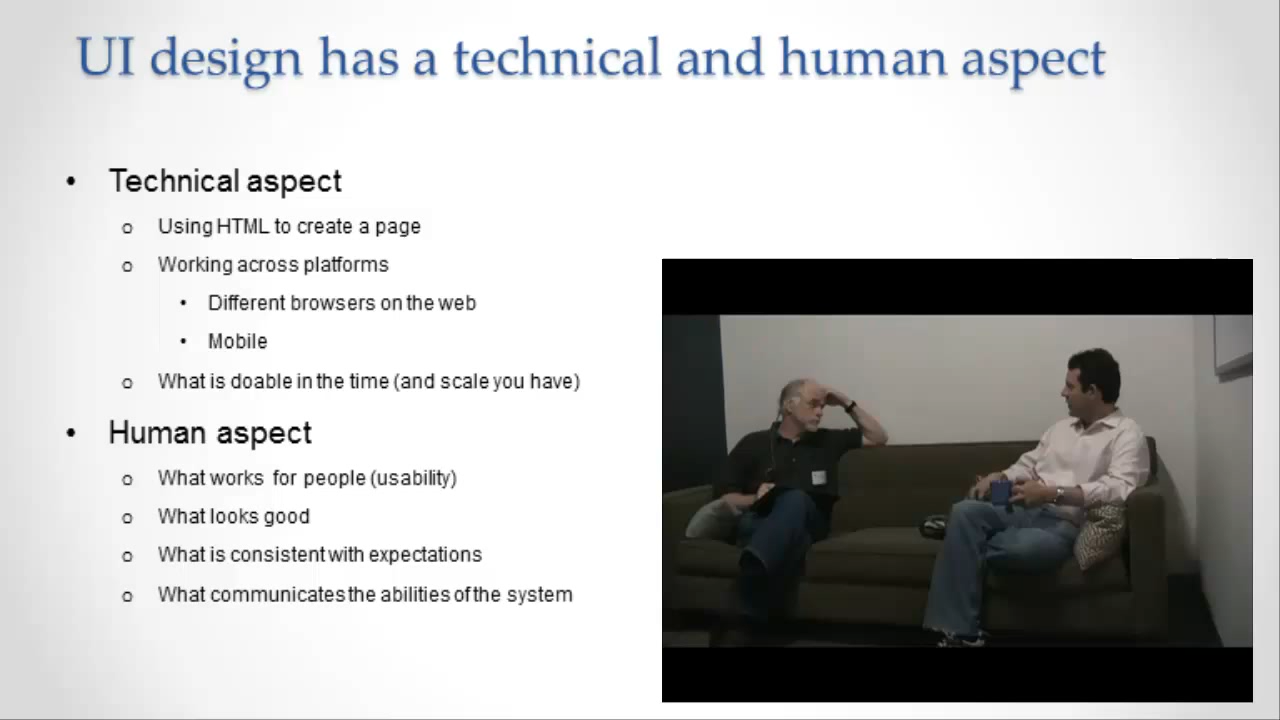 UI design has a technical and human aspect
• Technical aspect
o Using HTML to create a page
o Working across platforms
• Different browsers on the web
• Mobile
o What is doable in the time (and scale you have)
• Human aspect
o What works for people (usability)
o What looks good
o What is consistent with expectations
o What communicates the abilities of the system